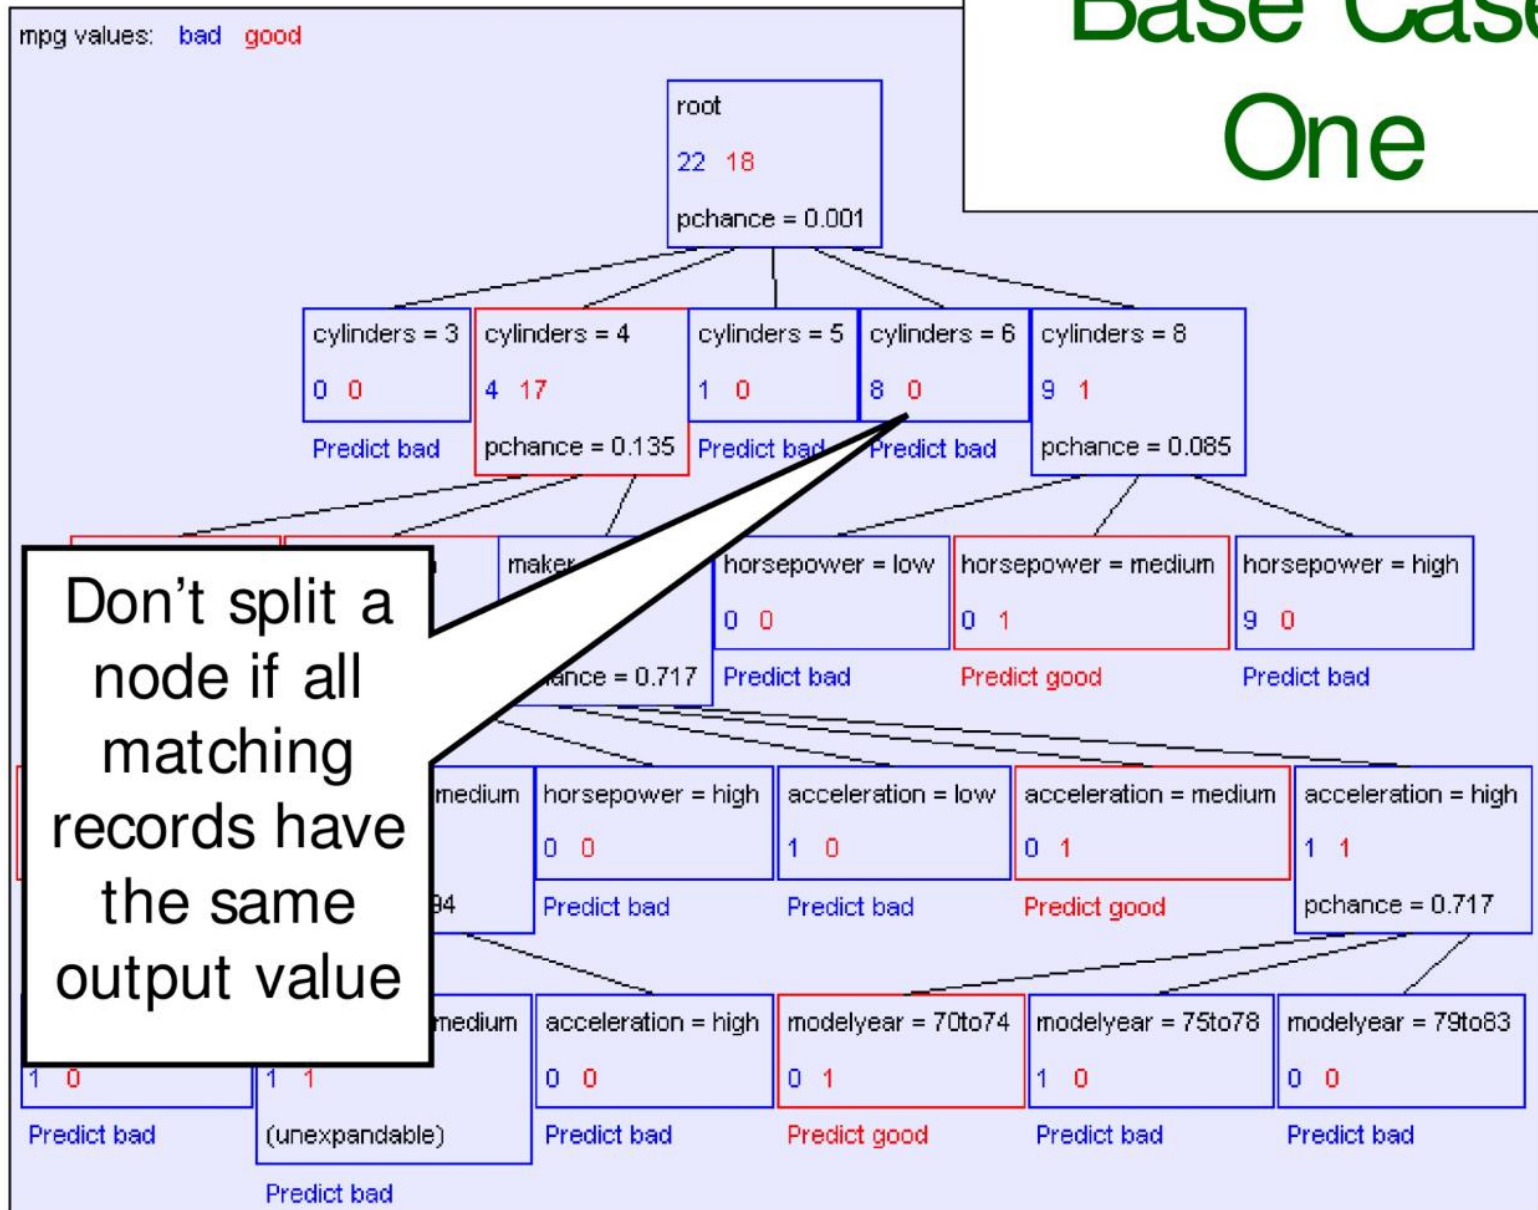 Base Case
One
mpg values: bad good
root
22 18
pchance = 0.001
cylinders = 3 cylinders = 4 cylinders = 5 cylinders = 6 cylinders = 8
0 0 4 17 1 0 8 0 9 1
Predict bad pchance = 0.135 Predict bad Predict bad pchance = 0.085
maker horsepower = low horsepower = medium horsepower = high
0 0 0 1 9 0
= 0.717 Predict bad Predict good Predict bad
Don't split a
node if all
matching
records have
the same
output value
medium horsepower = high acceleration = low acceleration = medium acceleration = high
0 0 1 0 0 1 1 1
94 Predict bad Predict bad Predict good pchance = 0.717
medium acceleration = high modelyear = 70to74 modelyear = 75to78 modelyear = 79to83
1 0 1 1 0 0 0 1 1 0 0 0
Predict bad (unexpandable) Predict bad Predict good Predict bad Predict bad
Predict bad